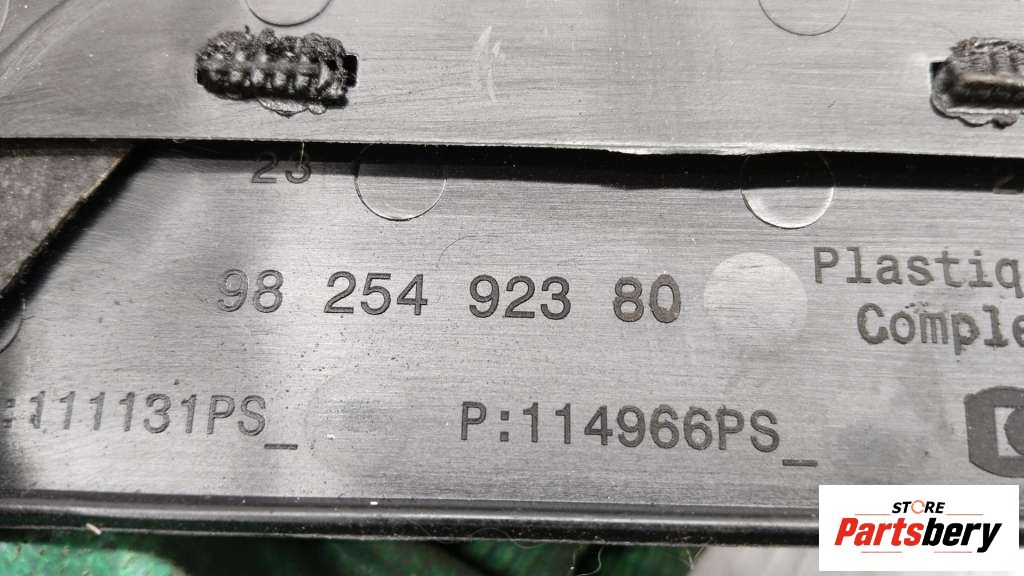 23
98 254 923 80
Plastiq
Comple
:111131PS_
P:114966PS_
STORE
Partsbery